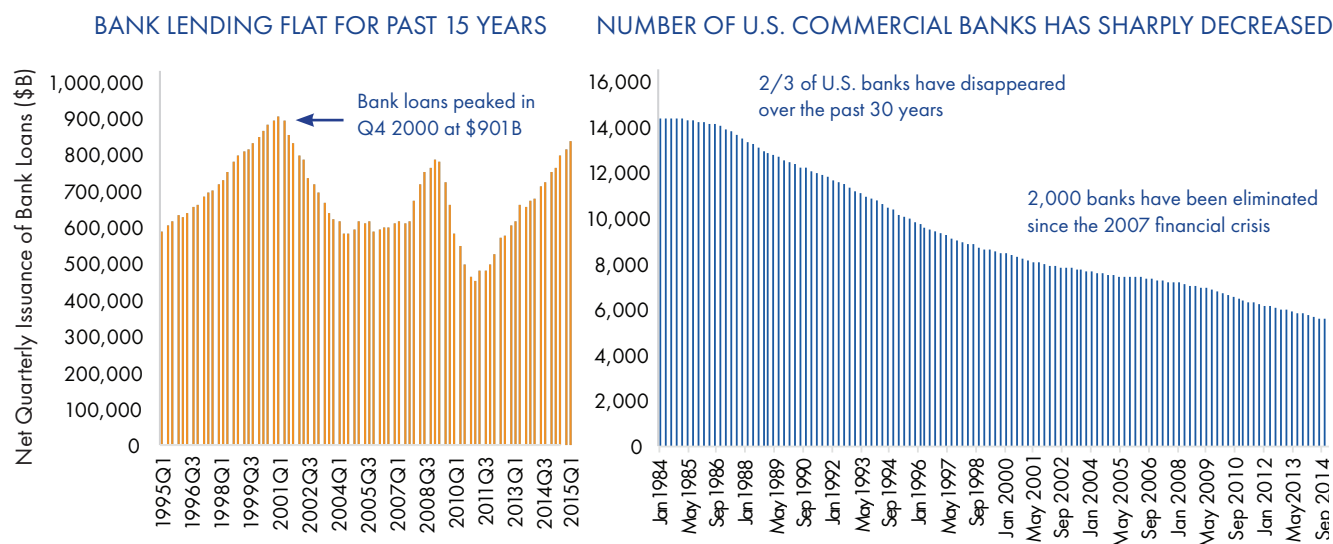 BANK LENDING FLAT FOR PAST 15 YEARS
Net Quarterly Issuance of Bank Loans ($B)
1,000,000
900,000
800,000
700,000
600,000
500,000
400,000
300,000
200,000
100,000
0
Bank loans peaked in
Q4 2000 at $901B
1995Q1
1996Q3
1998Q1
1999Q3
2001Q1
2002Q3
2004Q1
2005Q3
2007Q1
2008Q3
2010Q1
2011Q3
2013Q1
2014Q3
2015Q1
NUMBER OF U.S. COMMERCIAL BANKS HAS SHARPLY DECREASED
16,000
14,000
12,000
10,000
8,000
6,000
4,000
2,000
0
2/3 of U.S. banks have disappeared
over the past 30 years
2,000 banks have been eliminated
since the 2007 financial crisis
Jan 1984
May 1985
Sep 1986
Jan 1988
May 1989
Sep 1990
Jan 1992
May 1993
Sep 1994
Jan 1996
May 1997
Sep 1998
Jan 2000
May 2001
Sep 2002
Jan 2004
May 2005
Sep 2006
Jan 2008
May 2009
Sep 2010
Jan 2012
May2013
Sep 2014